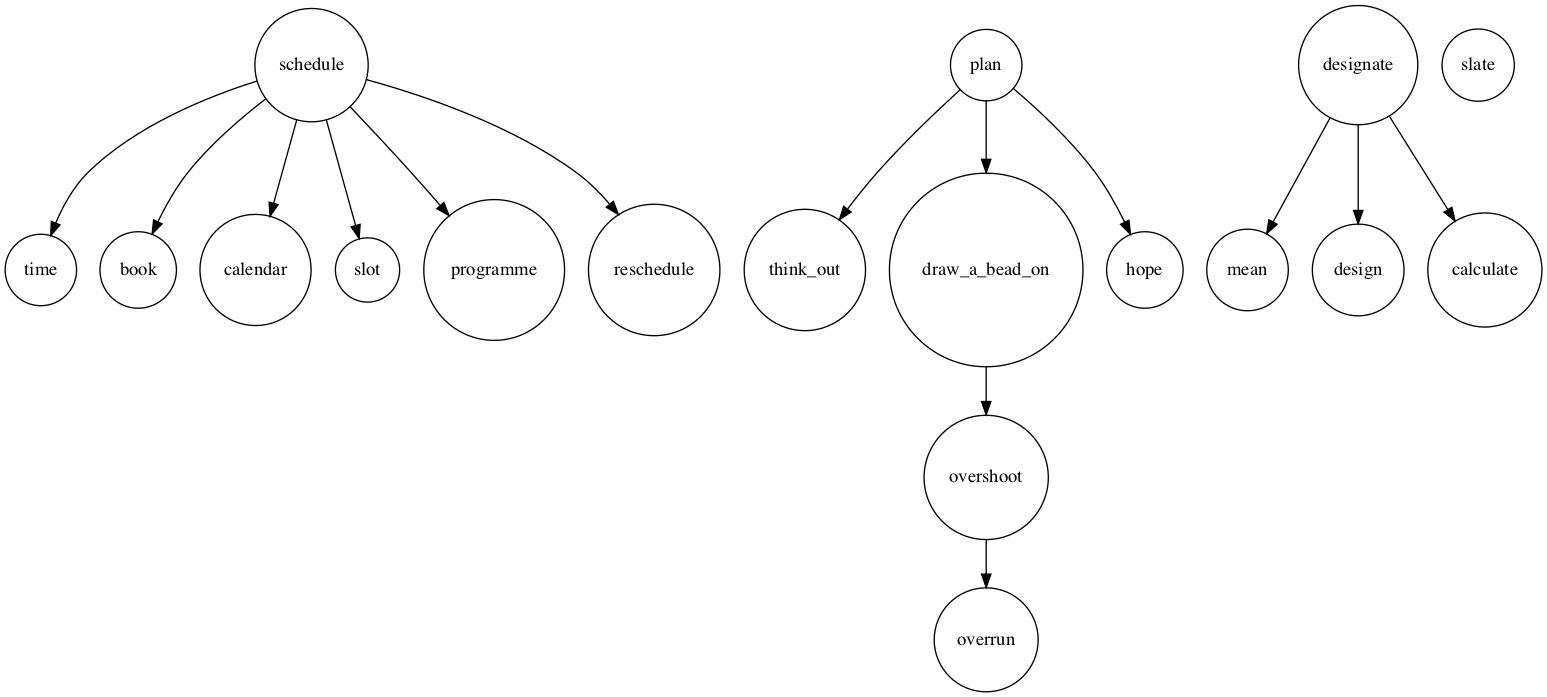 schedule
plan
designate
slate
time
book
calendar
slot
programme
reschedule
think_out
draw_a_bead_on
hope
mean
design
calculate
overshoot
overrun